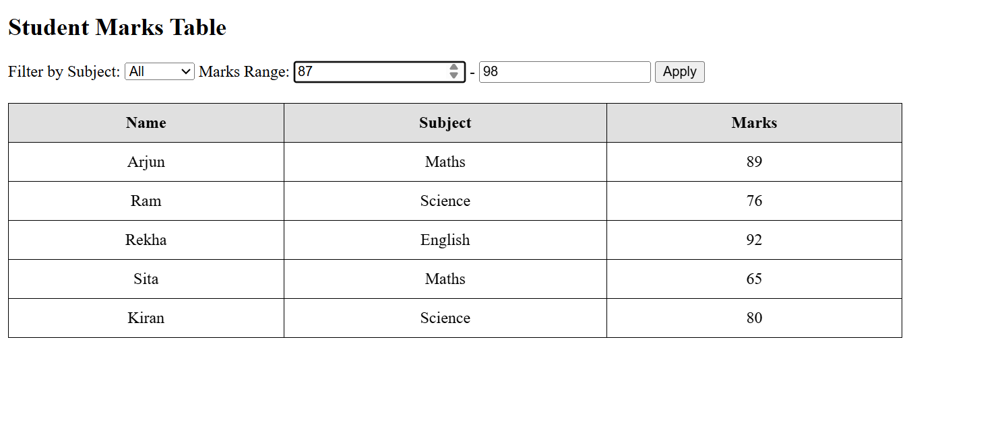 Student Marks Table
Filter by Subject: All Marks Range: 87 - 98 Apply
Name Subject Marks
Arjun Maths 89
Ram Science 76
Rekha English 92
Sita Maths 65
Kiran Science 80